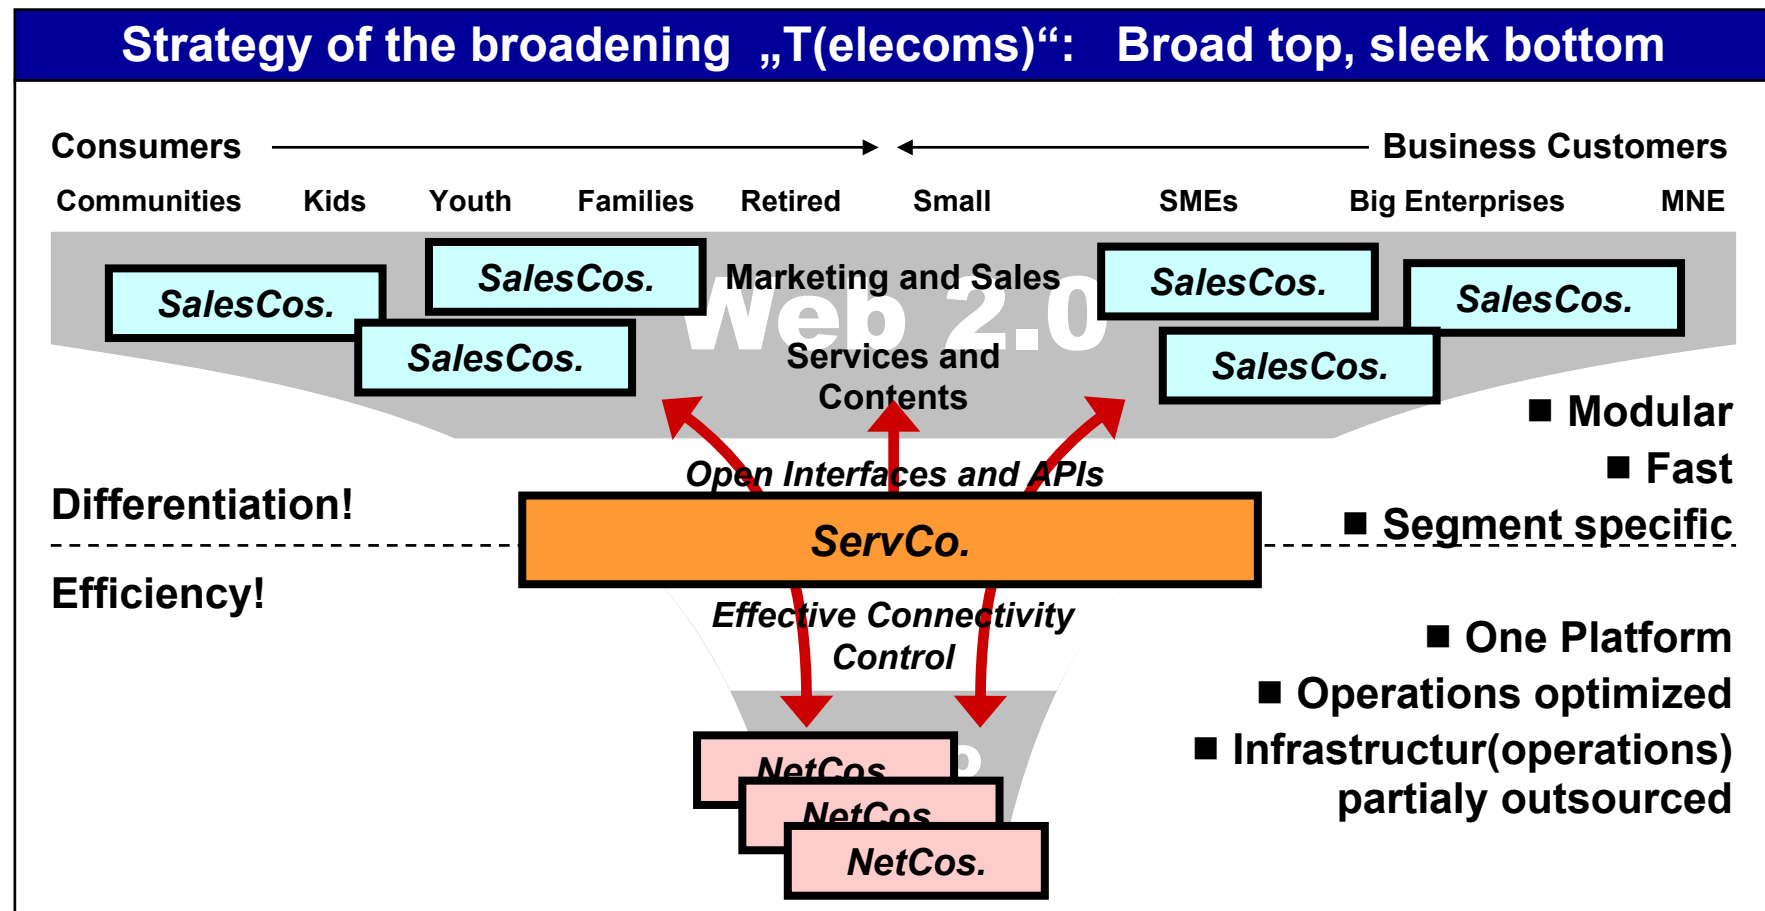 Strategy of the broadening „T(elecoms)“: Broad top, sleek bottom
Consumers
Business Customers
Communities Kids Youth Families Retired Small SMEs Big Enterprises MNE
SalesCos.
SalesCos.
SalesCos.
Marketing and Sales
Web 2.0
Services and
Contents
SalesCos.
SalesCos.
SalesCos.
■ Modular
■ Fast
■ Segment specific
Open Interfaces and APIs
Differentiation!
ServCo.
Efficiency!
Effective Connectivity
Control
■ One Platform
■ Operations optimized
■ Infrastructur(operations)
partialy outsourced
NetCos
NetCos
NetCos.